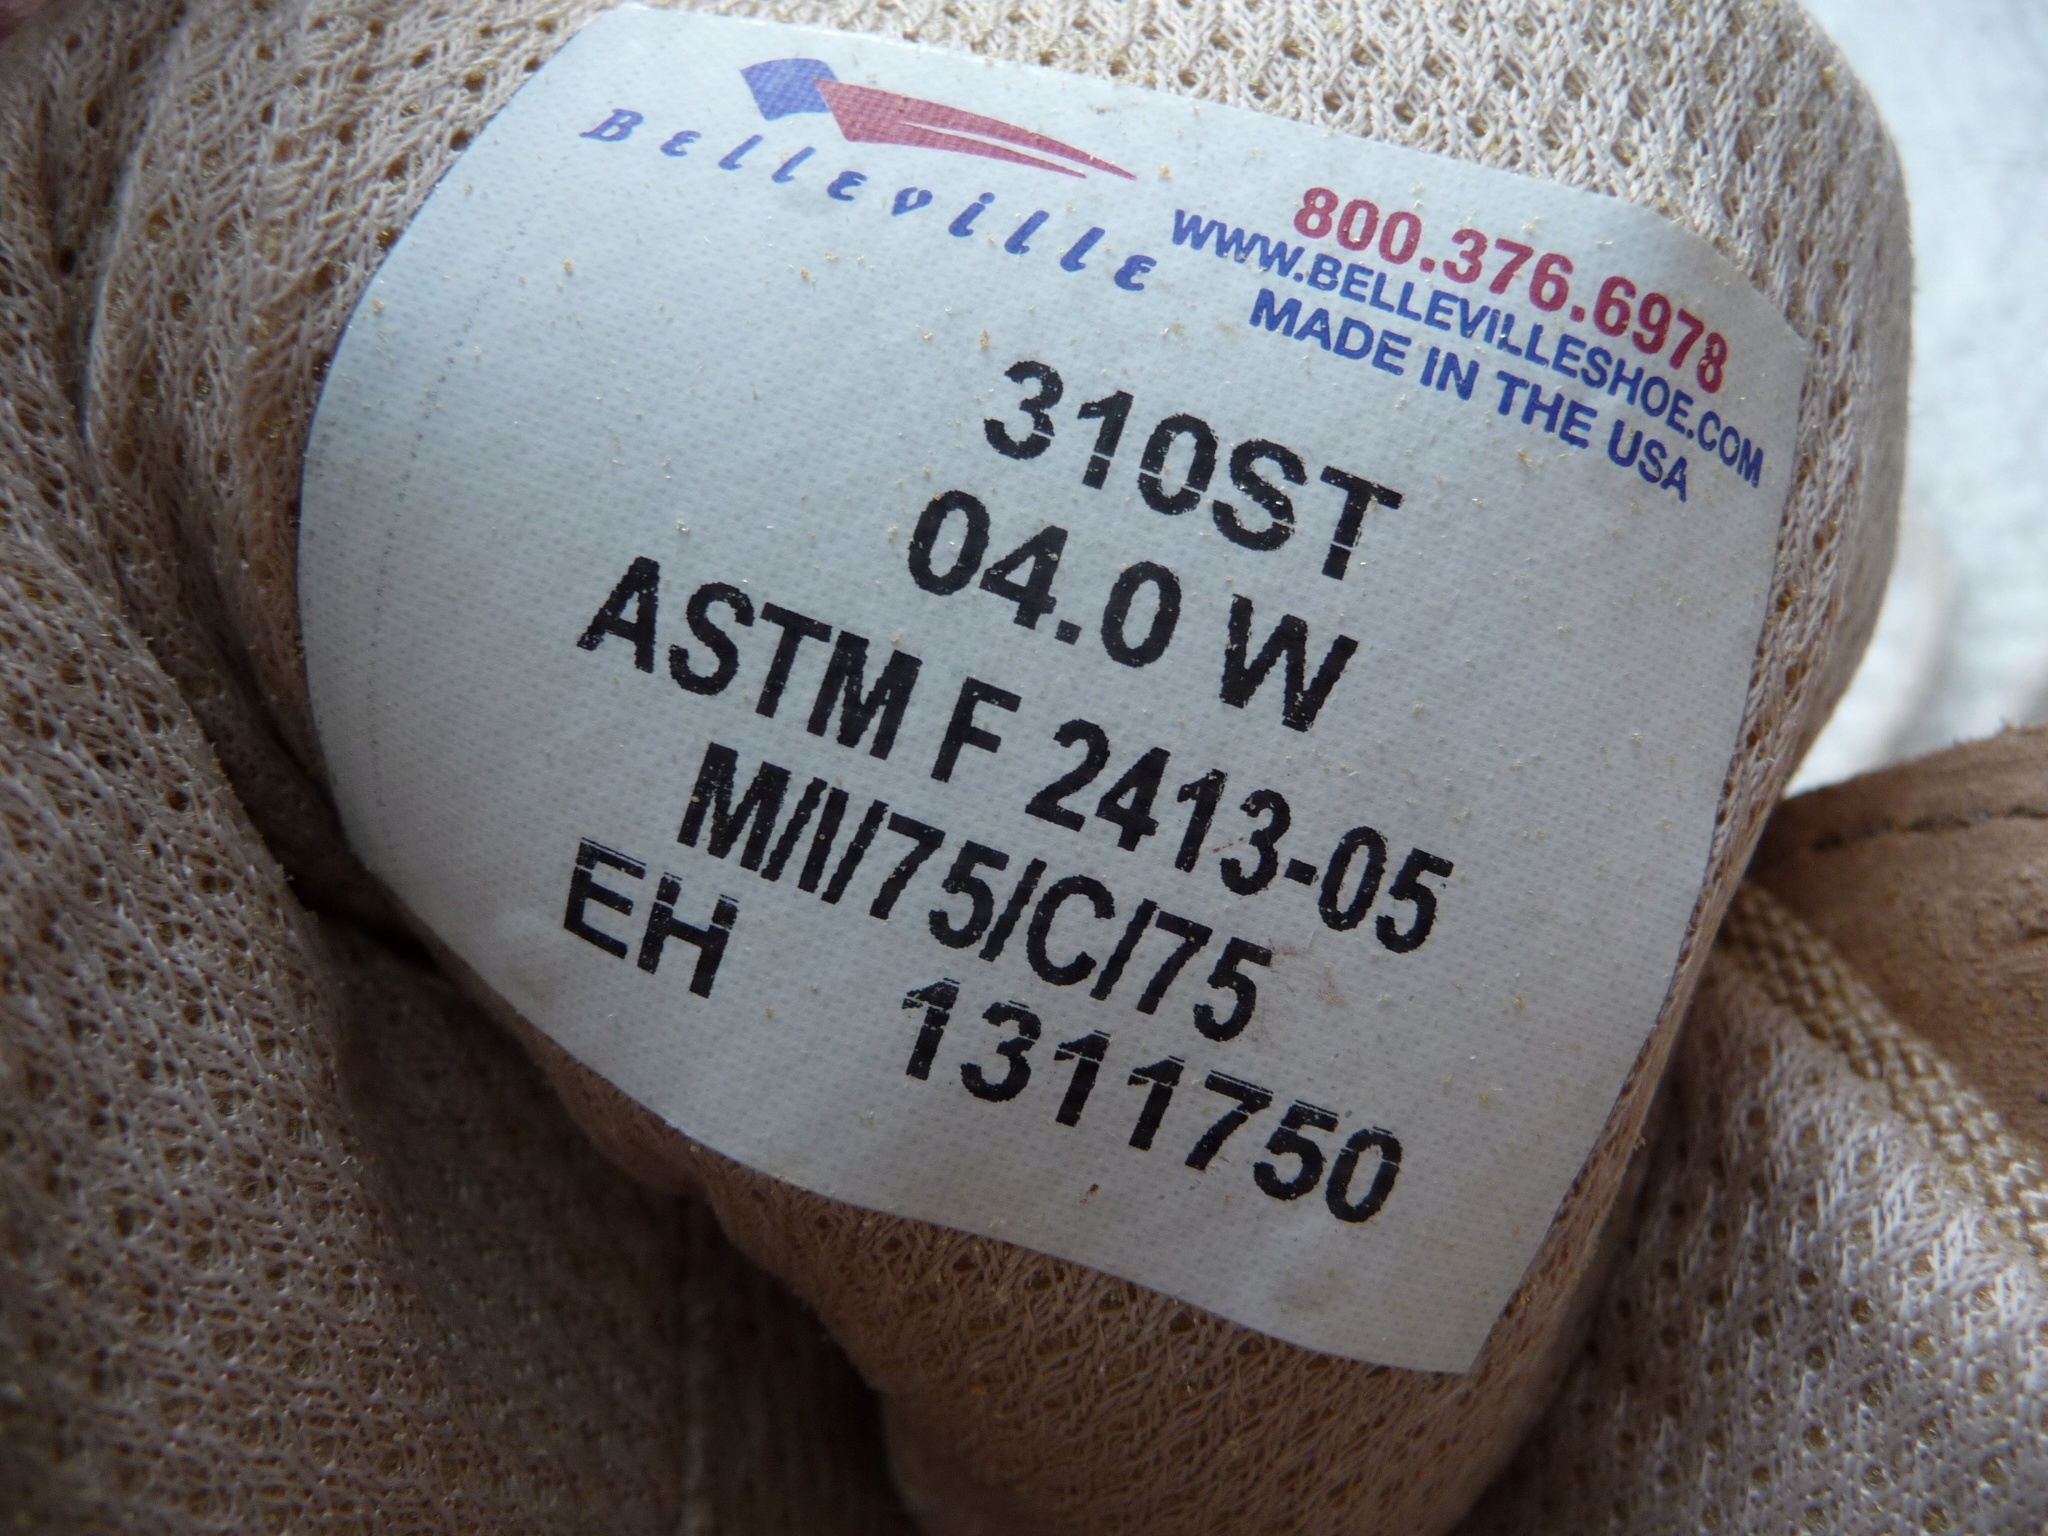 Belleville
800.376.6978
WWW.BELLEVILLESHOE.COM
MADE IN THE USA
310ST
04.0 W
ASTM F 2413-05
M/I/75/C/75
EH 1311750